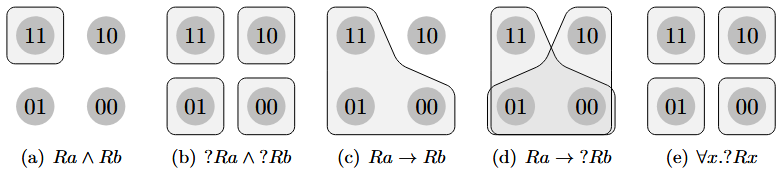 11 10 11 10 11 10 11 10 11 10
01 00 01 00 01 00 01 00 01 00
(a) Ra ∧ Rb (b) ?Ra ∧ ?Rb (c) Ra → Rb (d) Ra → ?Rb (e) ∀x.?Rx